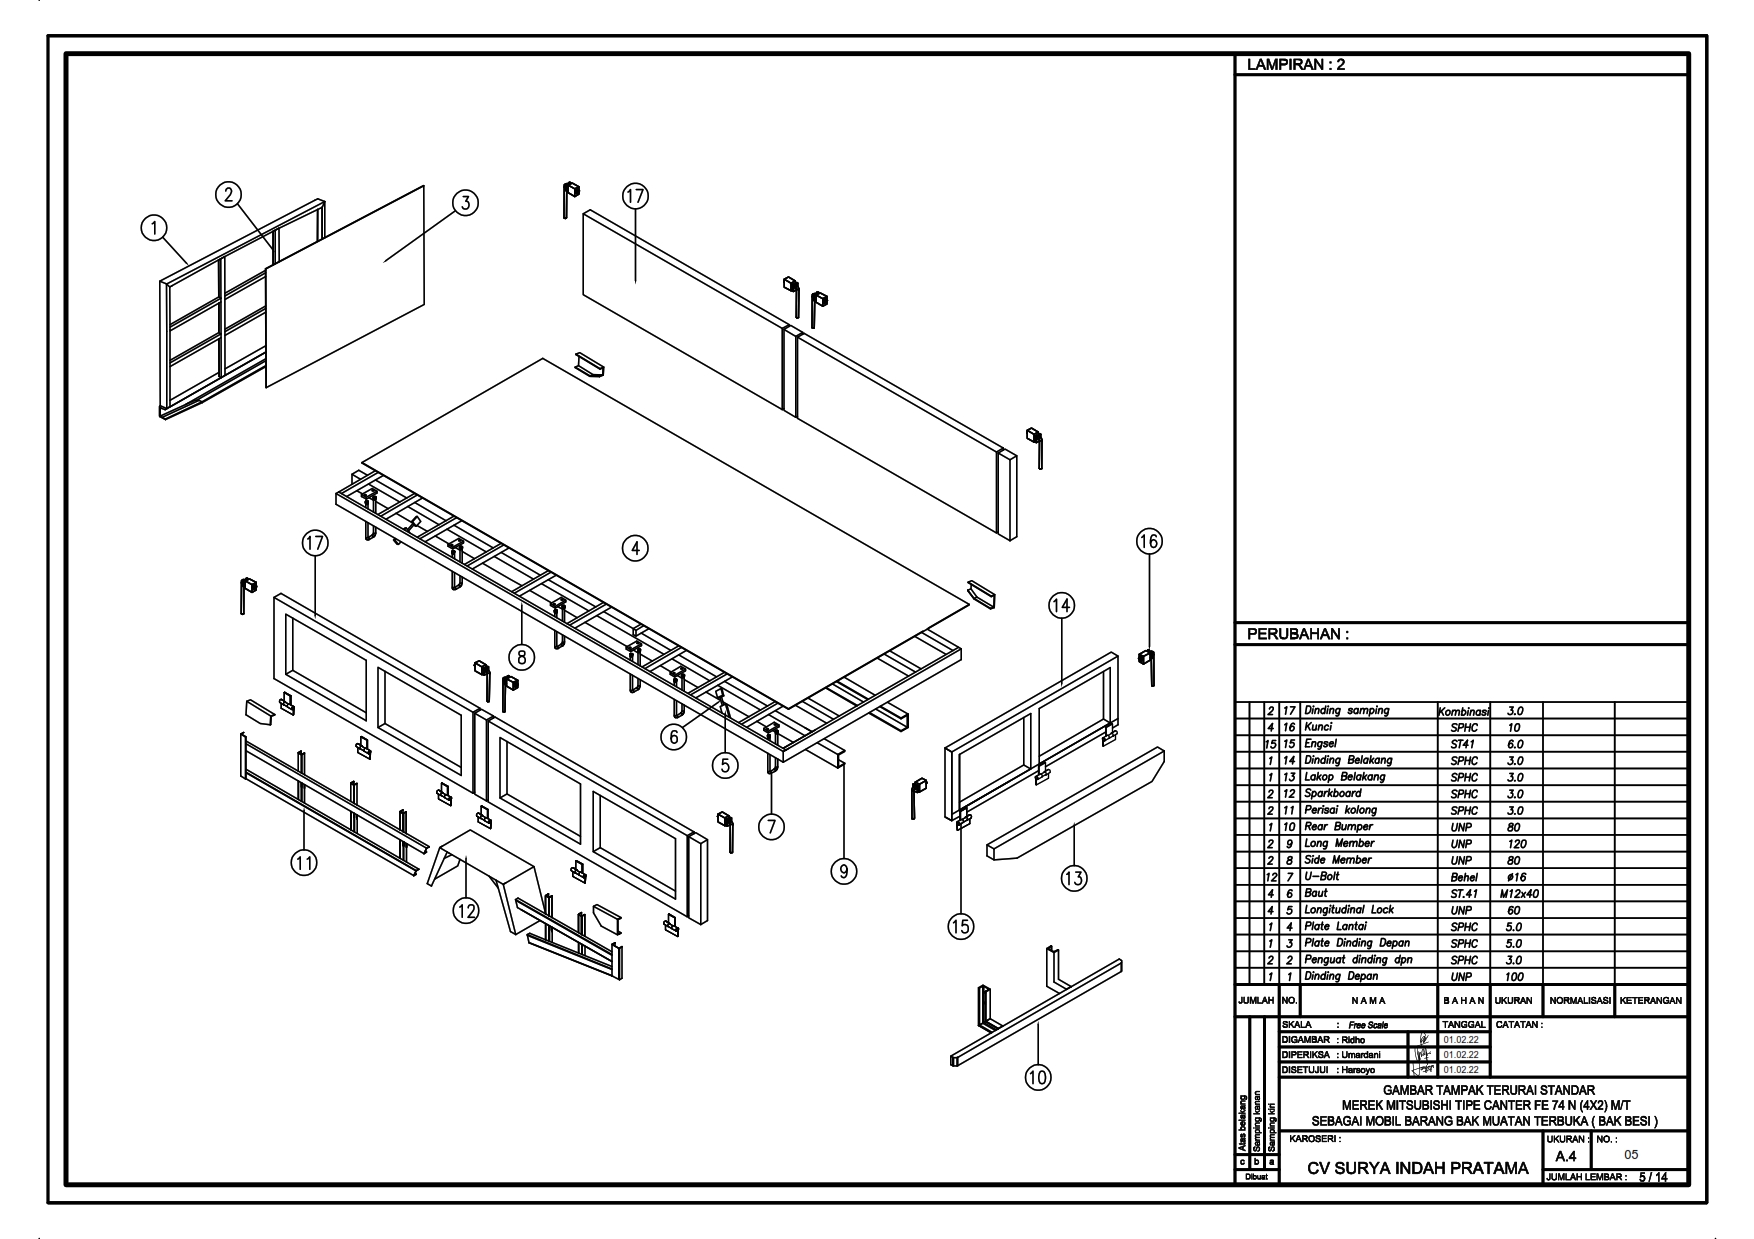 LAMPIRAN : 2
1
2
3
17
4
17
8
6
5
7
9
14
16
15
13
11
12
10
PERUBAHAN :
2 17 Dinding samping Kombinasi 3.0
4 16 Kunci SPHC 10
15 15 Engsel ST41 6.0
1 14 Dinding Belakang SPHC 3.0
1 13 Lakop Belakang SPHC 3.0
2 12 Sparkboard SPHC 3.0
2 11 Perisai kolong SPHC 3.0
1 10 Rear Bumper UNP 80
2 9 Long Member UNP 120
2 8 Side Member UNP 80
12 7 U-Bolt Behel ø16
4 6 Baut ST.41 M12x40
4 5 Longitudinal Lock UNP 60
1 4 Plate Lantai SPHC 5.0
1 3 Plate Dinding Depan SPHC 5.0
2 2 Penguat dinding dpn SPHC 3.0
1 1 Dinding Depan UNP 100
JUMLAH NO. NAMA BAHAN UKURAN NORMALISASI KETERANGAN
SKALA : Free Scale TANGGAL CATATAN :
DIGAMBAR : Ridho 01.02.22
DIPERIKSA : Umardani 01.02.22
DISETUJUI : Harsoyo 01.02.22
GAMBAR TAMPAK TERURAI STANDAR
MEREK MITSUBISHI TIPE CANTER FE 74 N (4X2) M/T
SEBAGAI MOBIL BARANG BAK MUATAN TERBUKA ( BAK BESI )
Atas belakang
Samping kanan
Samping kiri
c b a
Dibuat
KAROSERI :
CV SURYA INDAH PRATAMA
UKURAN : NO. :
A.4 05
JUMLAH LEMBAR : 5 / 14